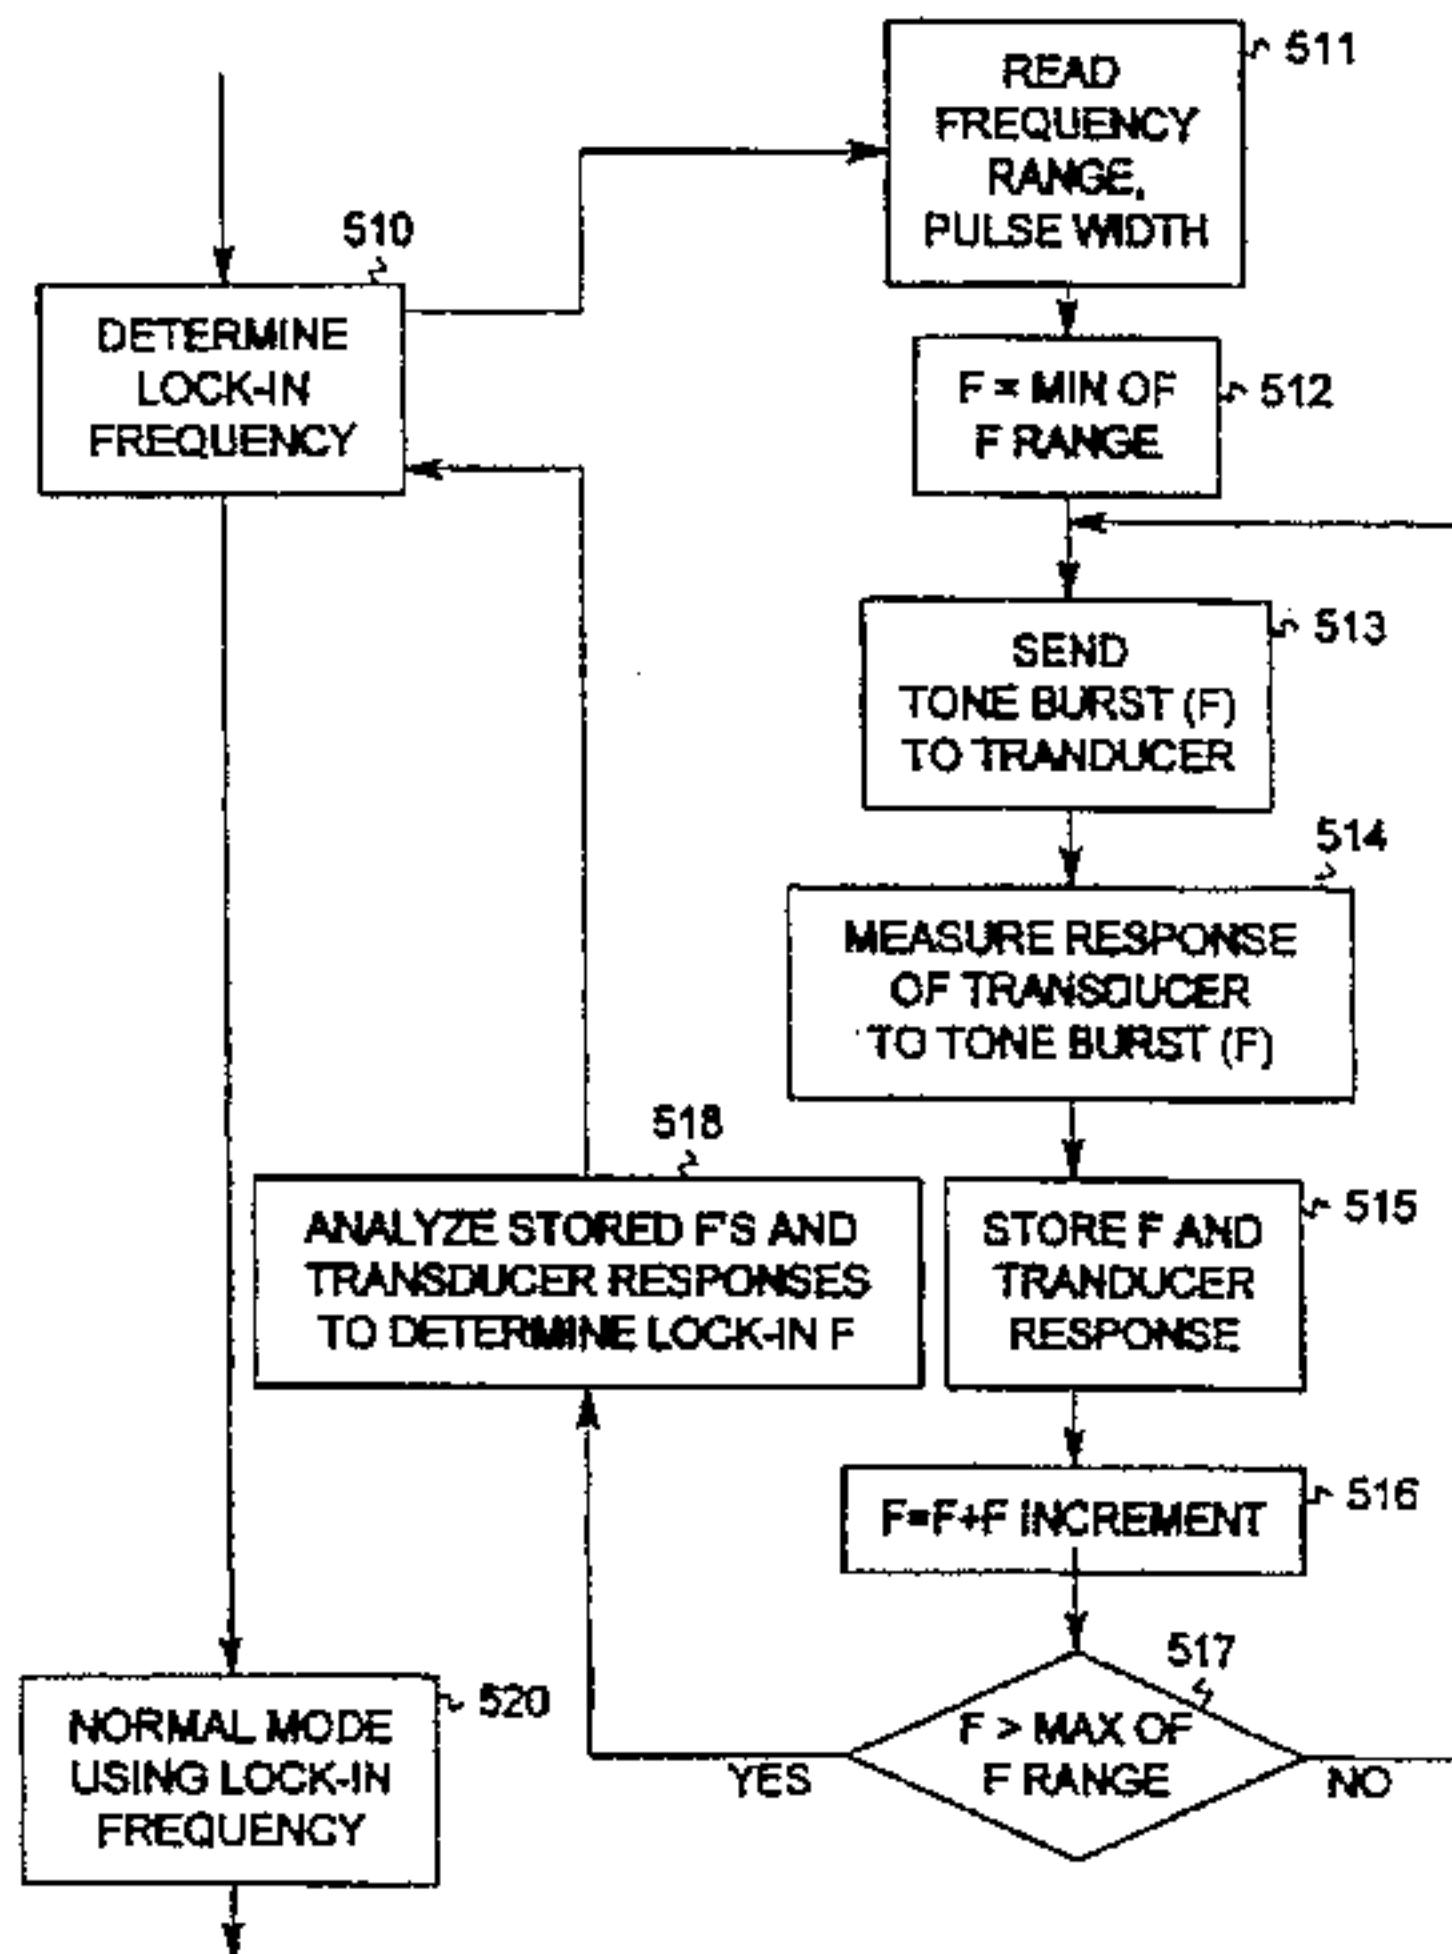 510
DETERMINE
LOCK-IN
FREQUENCY
511
READ
FREQUENCY
RANGE,
PULSE WIDTH
512
F = MIN OF
F RANGE
513
SEND
TONE BURST (F)
TO TRANDUCER
514
MEASURE RESPONSE
OF TRANSDUCER
TO TONE BURST (F)
515
STORE F AND
TRANDUCER
RESPONSE
516
F=F+F INCREMENT
517
F > MAX OF
F RANGE
YES
NO
518
ANALYZE STORED F'S AND
TRANSDUCER RESPONSES
TO DETERMINE LOCK-IN F
520
NORMAL MODE
USING LOCK-IN
FREQUENCY